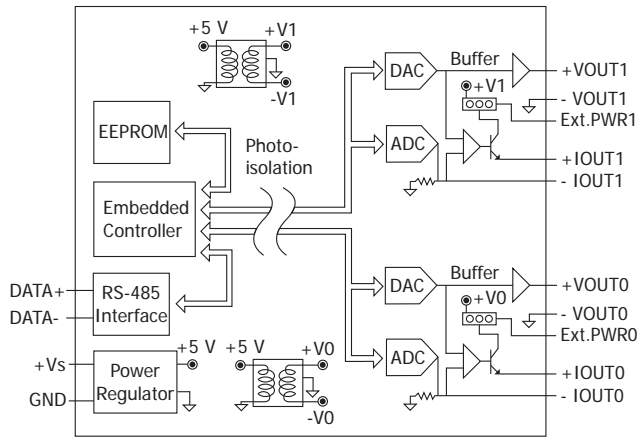 +5 V
+V1
-V1
DAC
Buffer
+VOUT1
+V1
- VOUT1
Ext.PWR1
EEPROM
Photo-
isolation
ADC
+IOUT1
- IOUT1
Embedded
Controller
DATA+
DATA-
RS-485
Interface
DAC
Buffer
+VOUT0
+V0
- VOUT0
Ext.PWR0
+Vs
GND
Power
Regulator
+5 V
+5 V
+V0
-V0
ADC
+IOUT0
- IOUT0